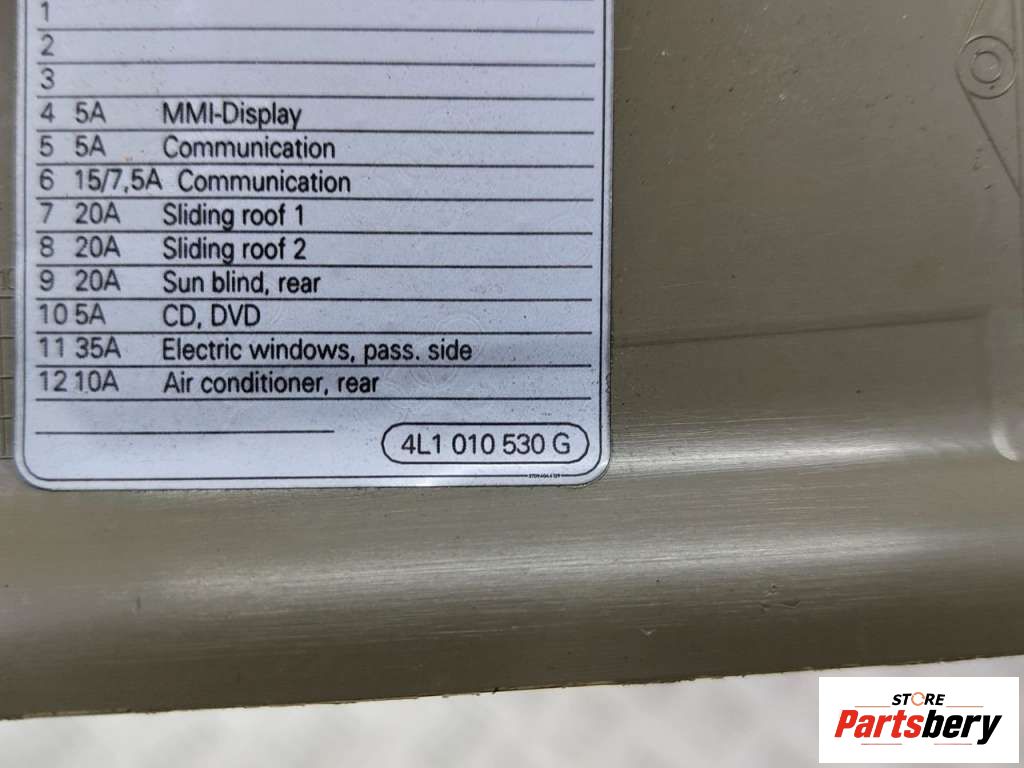 1
2
3
4 5A MMI-Display
5 5A Communication
6 15/7,5A Communication
7 20A Sliding roof 1
8 20A Sliding roof 2
9 20A Sun blind, rear
10 5A CD, DVD
11 35A Electric windows, pass. side
12 10A Air conditioner, rear
4L1 010 530 G
STORE
Partsbery